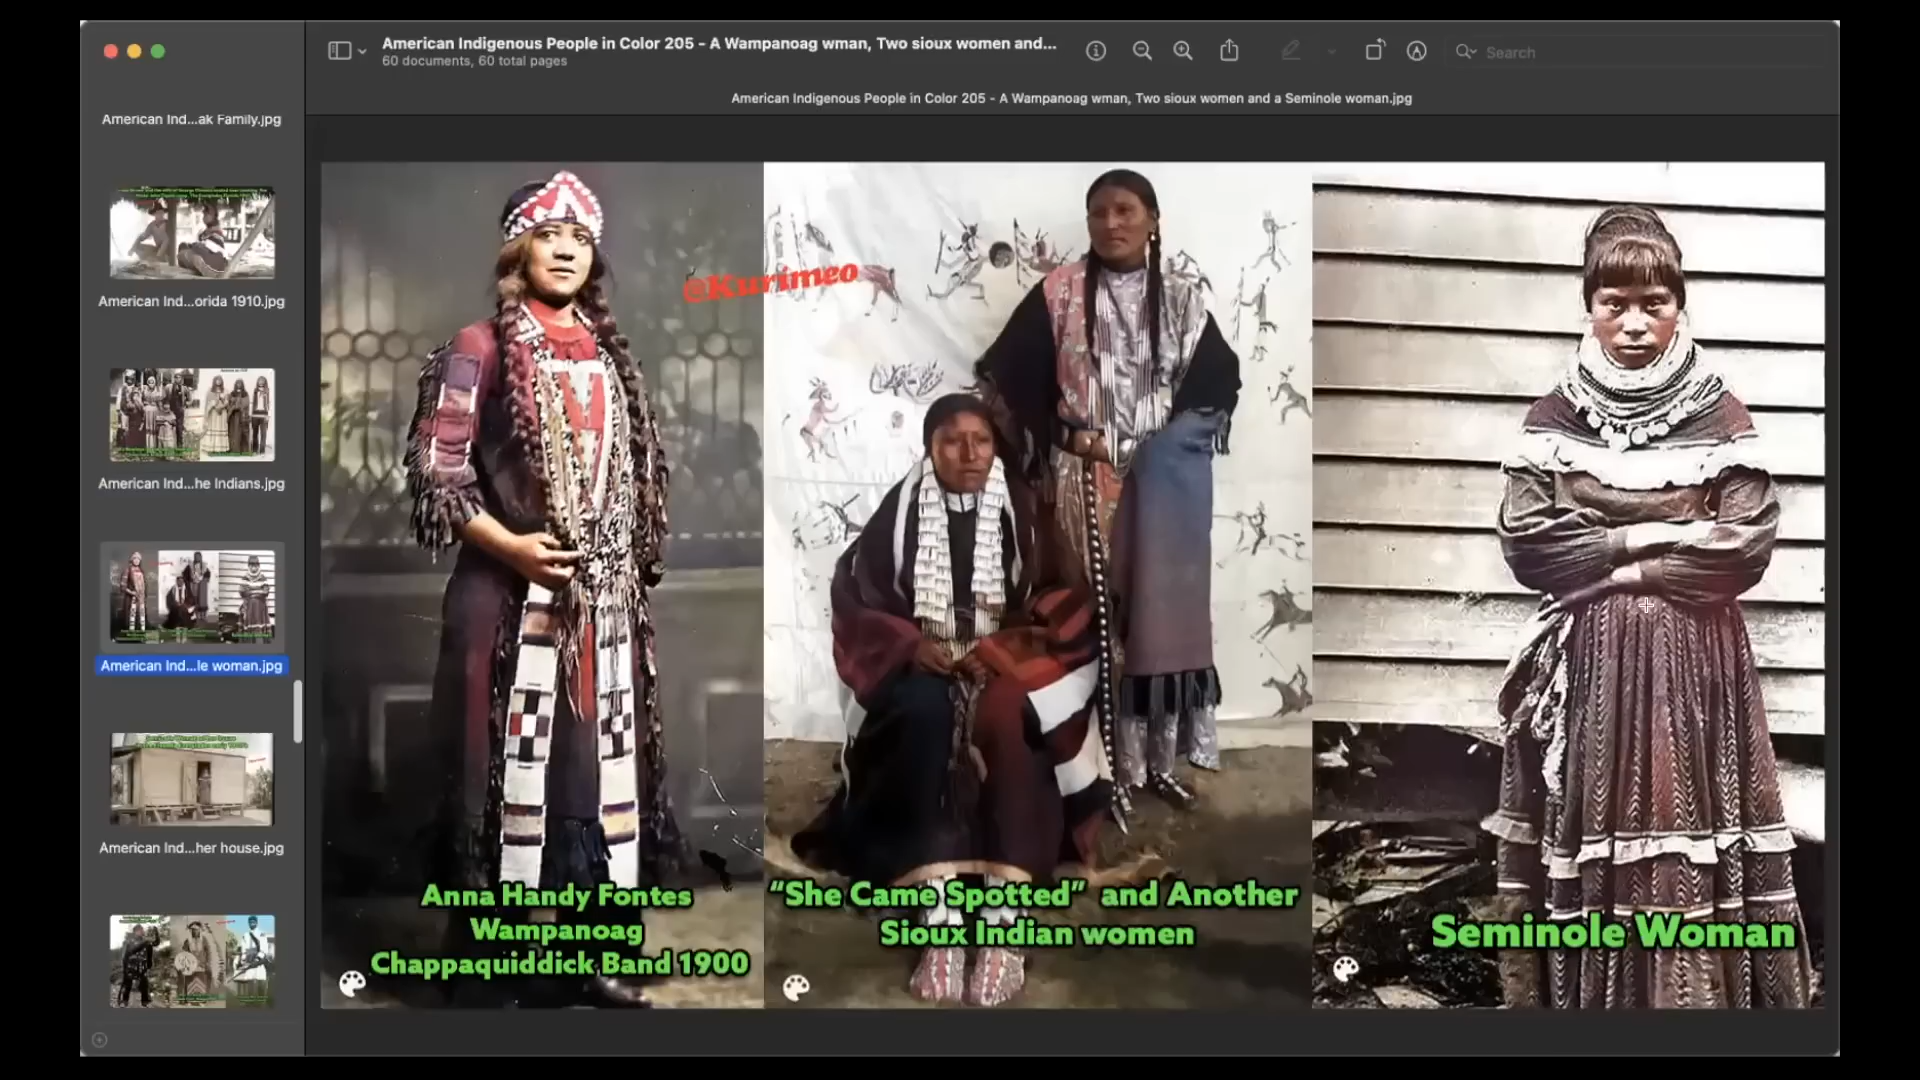 American Indigenous People in Color 205 - A Wampanoag wman, Two sioux women and...
60 documents, 60 total pages
Search
American Indigenous People in Color 205 - A Wampanoag wman, Two sioux women and a Seminole woman.jpg
American Ind...ak Family.jpg
American Ind...orida 1910.jpg
American Ind...he Indians.jpg
American Ind...le woman.jpg
American Ind...her house.jpg
@Kurimeo
Anna Handy Fontes
Wampanoag
Chappaquiddick Band 1900
“She Came Spotted” and Another
Sioux Indian women
Seminole Woman